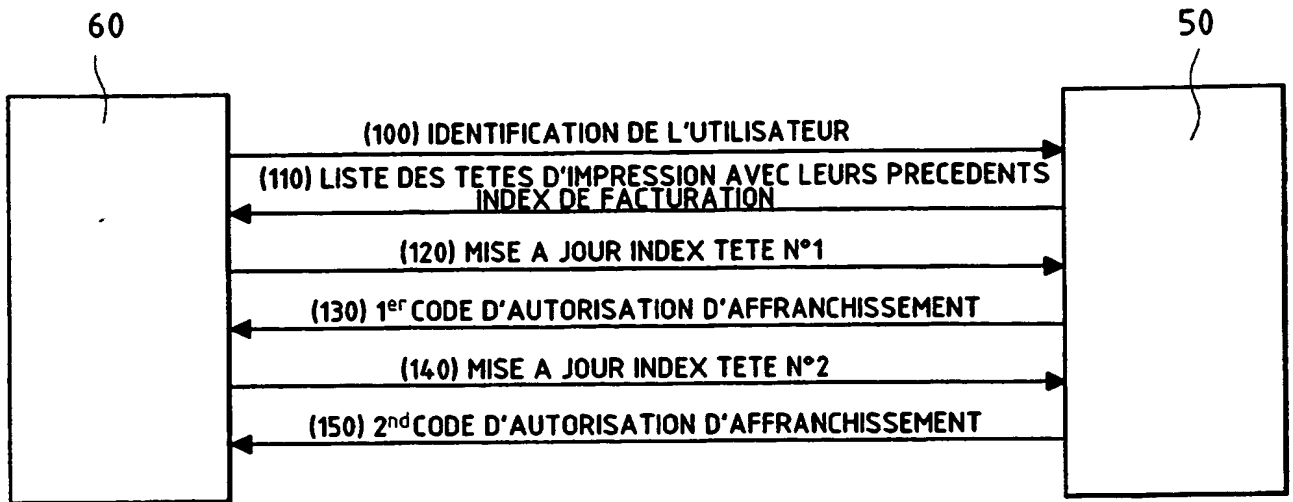 60
50
(100) IDENTIFICATION DE L'UTILISATEUR
(110) LISTE DES TETES D'IMPRESSION AVEC LEURS PRECEDENTS
INDEX DE FACTURATION
(120) MISE A JOUR INDEX TETE N°1
(130) 1er CODE D'AUTORISATION D'AFFRANCHISSEMENT
(140) MISE A JOUR INDEX TETE N°2
(150) 2nd CODE D'AUTORISATION D'AFFRANCHISSEMENT